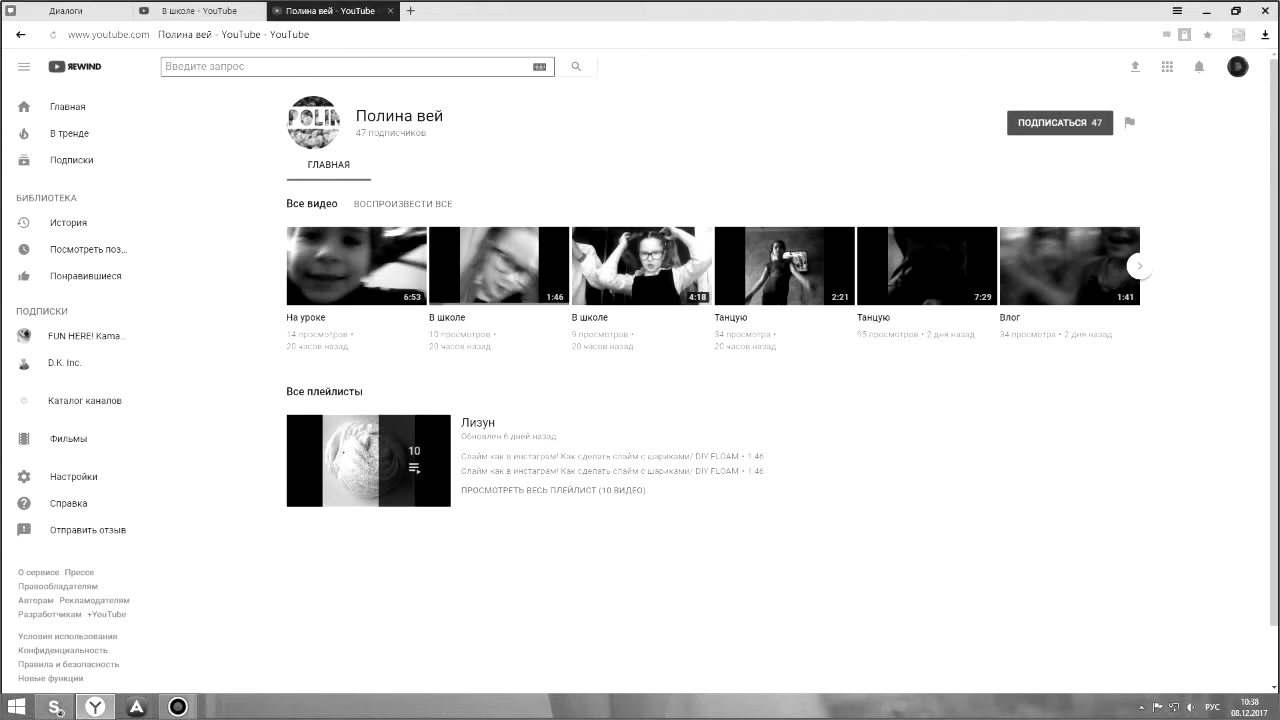 Диалоги
В школе - YouTube
Полина вей - YouTube
www.youtube.com Полина вей - YouTube - YouTube
REWIND
Введите запрос
Главная
В тренде
Подписки
БИБЛИОТЕКА
История
Посмотреть поз...
Понравившиеся
ПОДПИСКИ
FUN HERE! Kama...
D.K. Inc.
Каталог каналов
Фильмы
Настройки
Справка
Отправить отзыв
О сервисе Прессе
Правообладателям
Авторам Рекламодателям
Разработчикам +YouTube
Условия использования
Конфиденциальность
Правила и безопасность
Новые функции
POLIN
Полина вей
47 подписчиков
ПОДПИСАТЬСЯ 47
ГЛАВНАЯ
Все видео ВОСПРОИЗВЕСТИ ВСЕ
6:53
На уроке
14 просмотров •
20 часов назад
1:46
В школе
10 просмотров •
20 часов назад
4:18
В школе
9 просмотров •
20 часов назад
2:21
Танцую
34 просмотра •
20 часов назад
7:29
Танцую
95 просмотров • 2 дня назад
1:41
Влог
34 просмотра • 2 дня назад
Все плейлисты
10
Лизун
Обновлен 6 дней назад
Слайм как в инстаграм! Как сделать слайм с шариками/ DIY FLOAM • 1:46
Слайм как в инстаграм! Как сделать слайм с шариками/ DIY FLOAM • 1:46
ПРОСМОТРЕТЬ ВЕСЬ ПЛЕЙЛИСТ (10 ВИДЕО)
РУС
10:38
08.12.2017